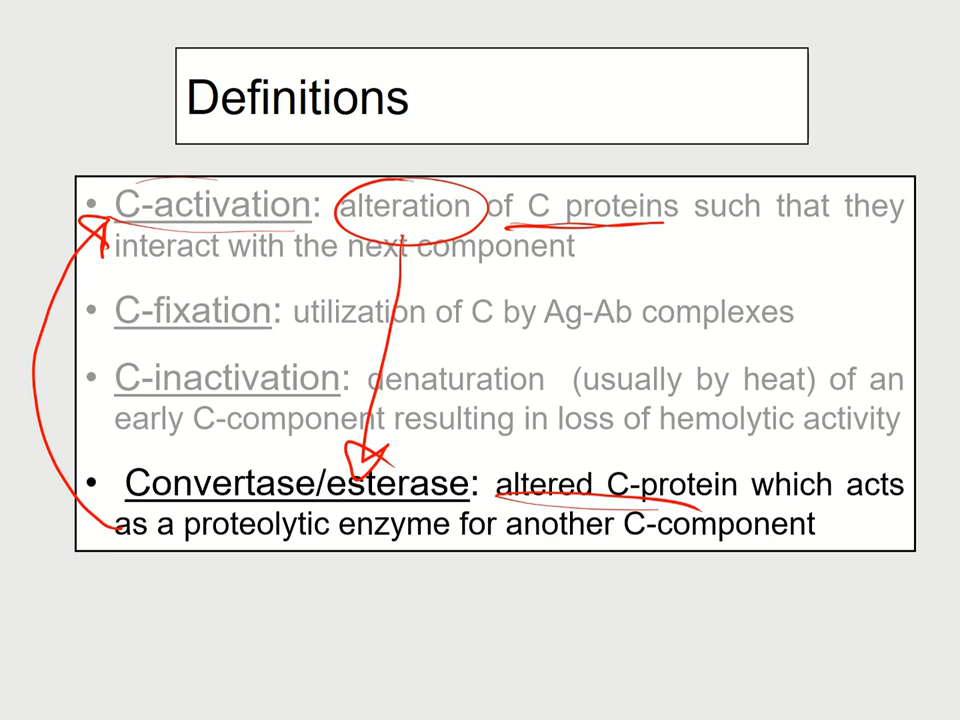 Definitions
• C-activation: alteration of C proteins such that they
interact with the next component
• C-fixation: utilization of C by Ag-Ab complexes
• C-inactivation: denaturation (usually by heat) of an
early C-component resulting in loss of hemolytic activity
• Convertase/esterase: altered C-protein which acts
as a proteolytic enzyme for another C-component